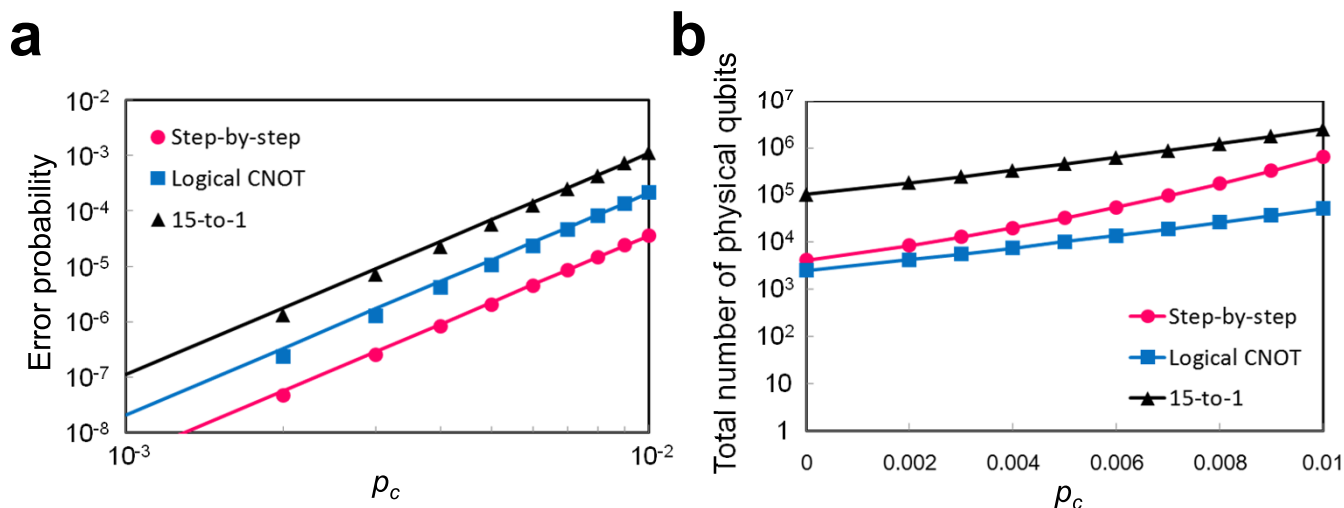 a
Error probability
10⁻²
10⁻³
10⁻⁴
10⁻⁵
10⁻⁶
10⁻⁷
10⁻⁸
Step-by-step
Logical CNOT
15-to-1
10⁻³
10⁻²
p_c
b
Total number of physical qubits
10⁷
10⁶
10⁵
10⁴
10³
10²
10
1
Step-by-step
Logical CNOT
15-to-1
0 0.002 0.004 0.006 0.008 0.01
p_c